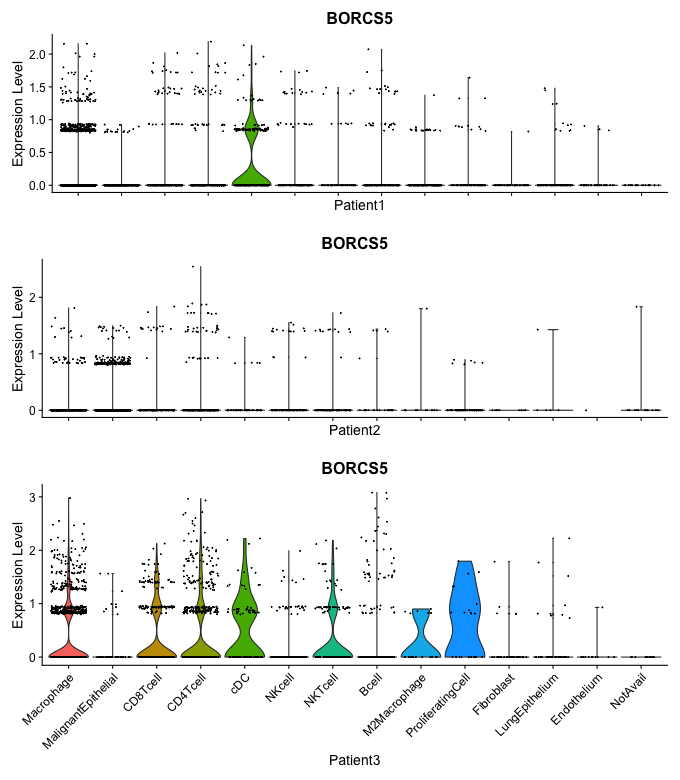 BORCS5
Expression Level
2.0
1.5
1.0
0.5
0.0
Patient1
BORCS5
Expression Level
2
1
0
Patient2
BORCS5
Expression Level
3
2
1
0
Macrophage
MalignantEpithelial
CD8Tcell
CD4Tcell
cDC
NKcell
NKTcell
Bcell
M2Macrophage
ProliferatingCell
Fibroblast
LungEpithelium
Endothelium
NotAvail
Patient3